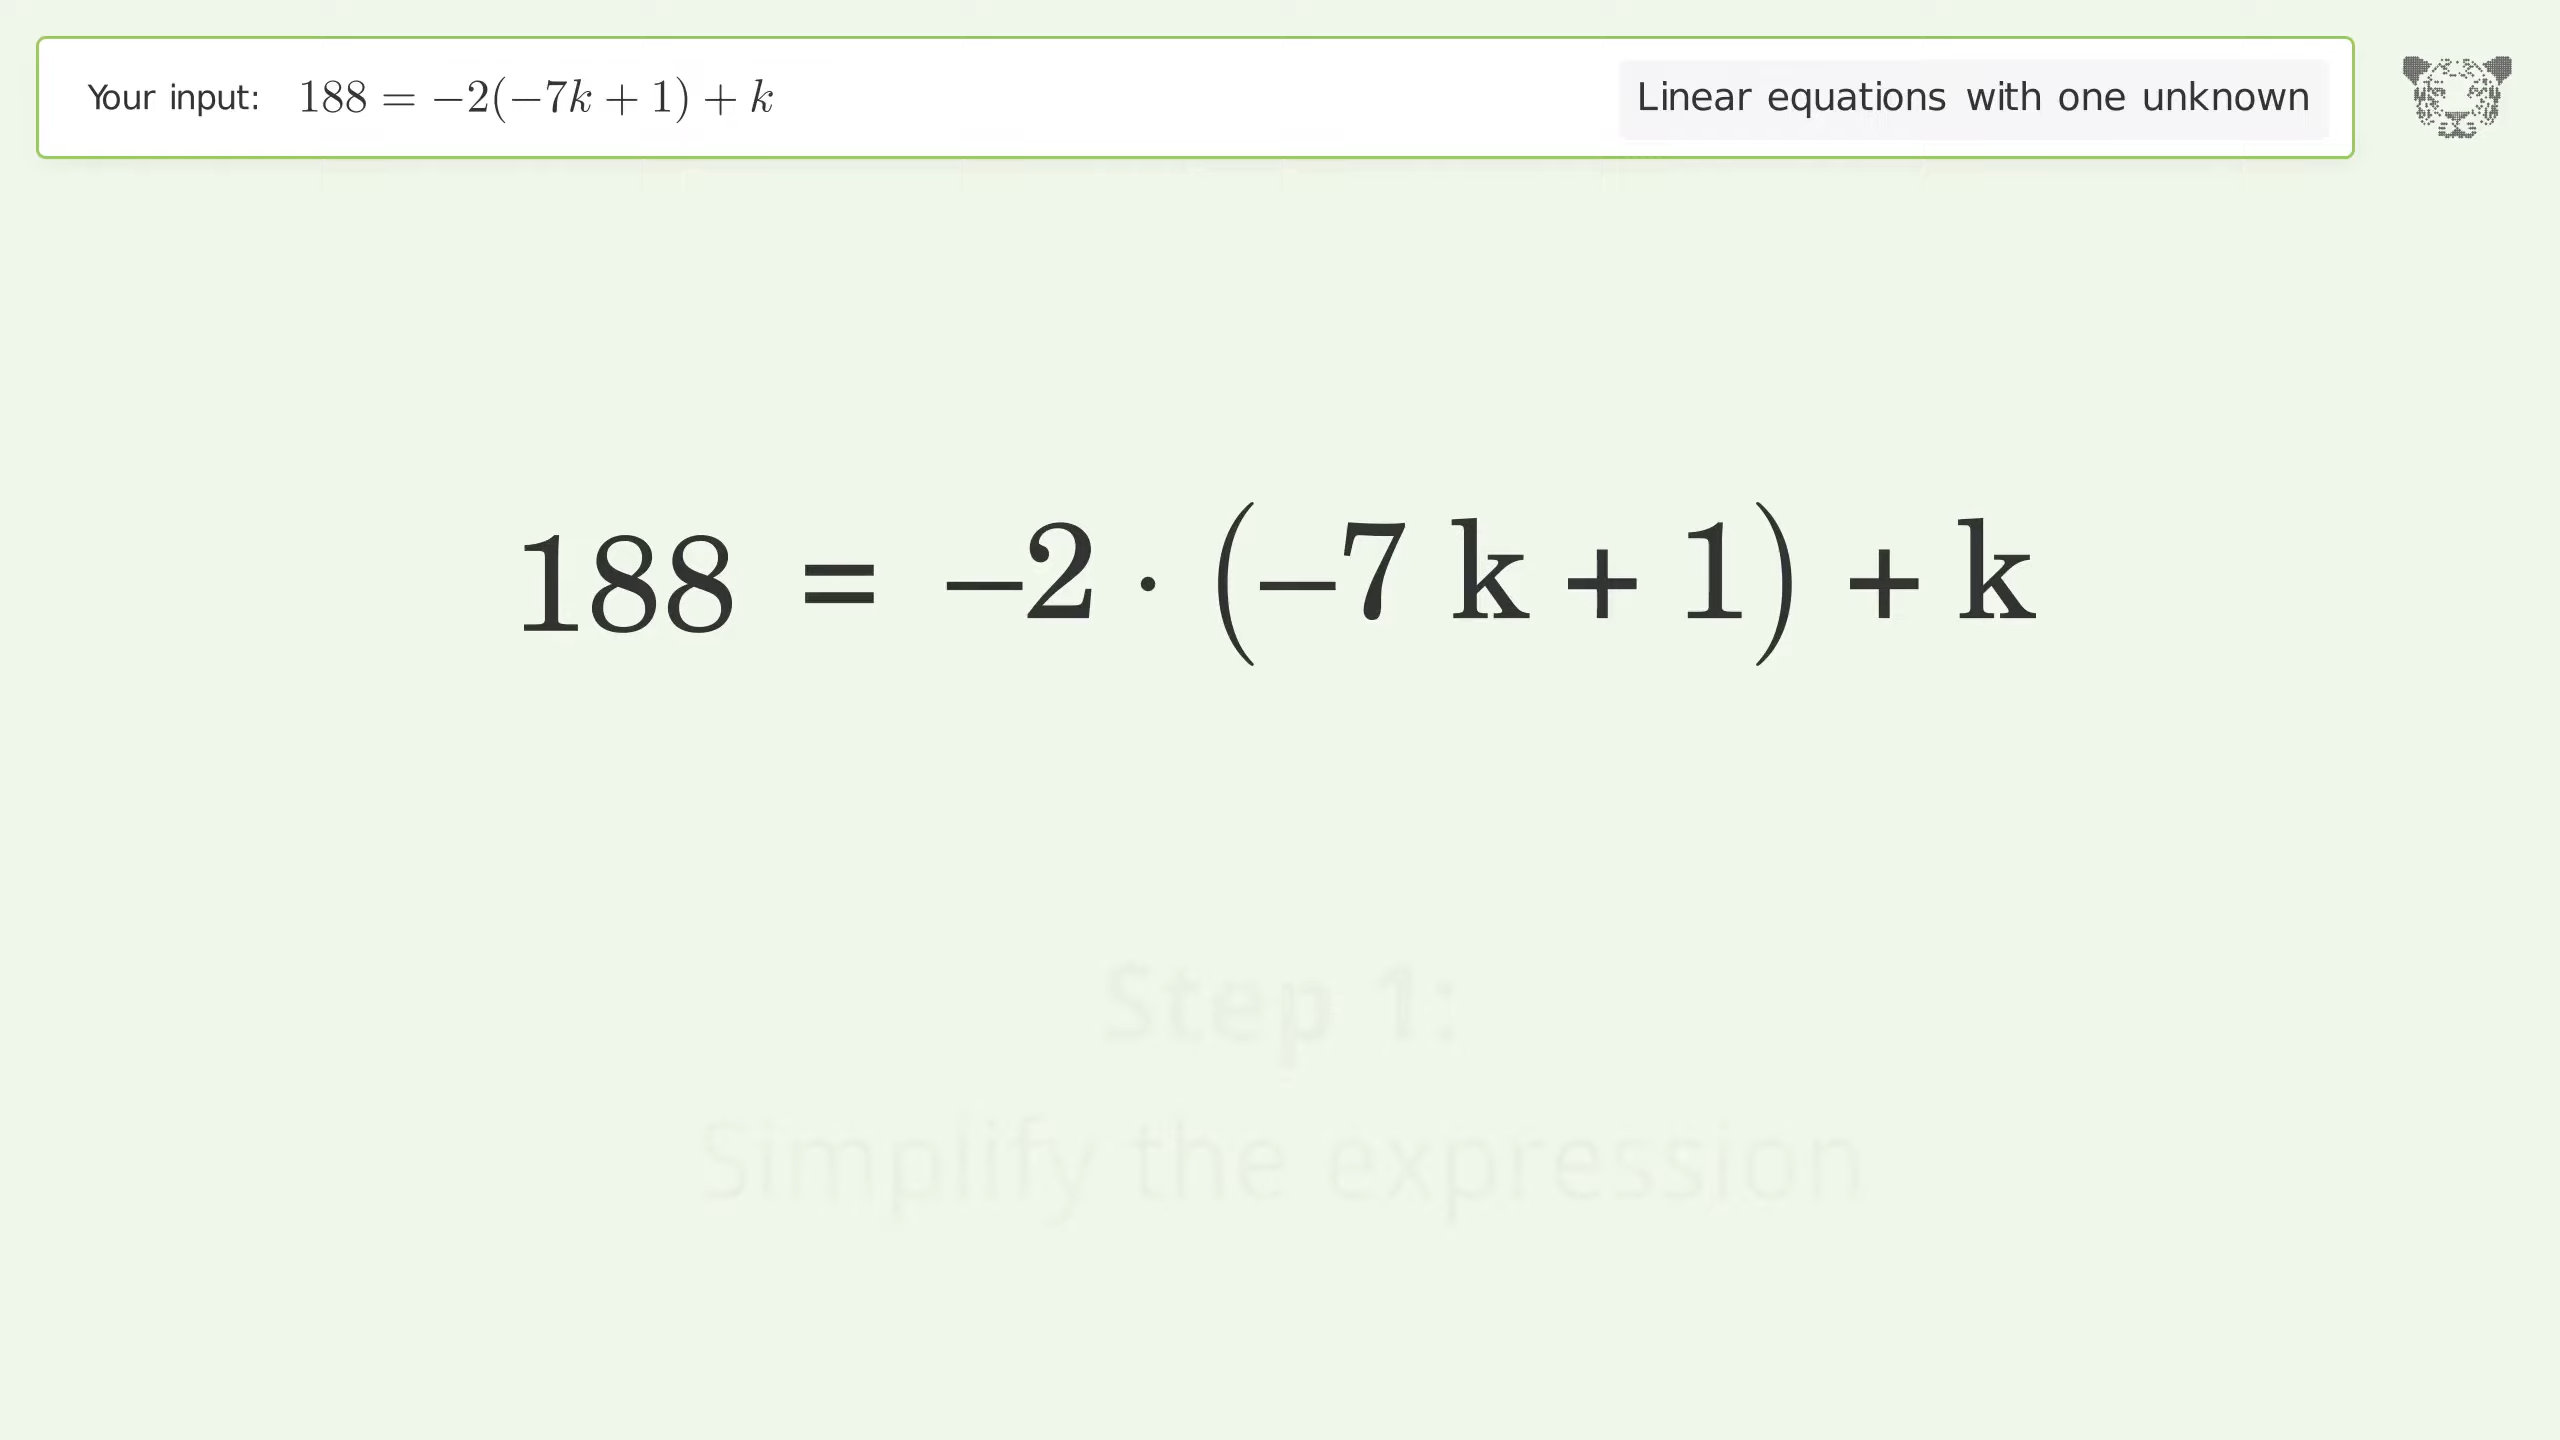 Your input: 188 = −2(−7k + 1) + k
Linear equations with one unknown
188 = −2 · (−7 k + 1) + k
Step 1:
Simplify the expression